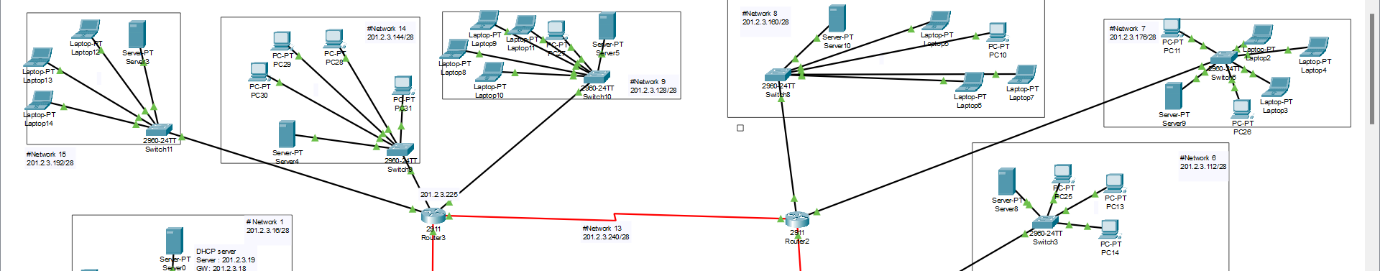 Laptop-PT
Laptop12
Server-PT
Laptop-PT
Laptop13
Laptop-PT
Laptop14
2960-24TT
Switch11
#Network 15
201.2.3.192/28
#Network 14
201.2.3.144/28
PC-PT
PC29
PC-PT
PC28
PC-PT
PC30
PC-PT
PC31
Server-PT
Server4
2960-24TT
201.2.3.225
Laptop-PT
Laptop9
Laptop-PT
Laptop11
Server-PT
Server5
Laptop-PT
Laptop8
Laptop-PT
Laptop10
2960-24TT
Switch10
#Network 9
201.2.3.128/28
#Network 8
201.2.3.160/28
Server-PT
Server10
Laptop-PT
PC-PT
PC10
2960-24TT
Switch8
Laptop-PT
Laptop6
Laptop-PT
Laptop7
#Network 7
201.2.3.176/28
PC-PT
PC11
Laptop-PT
Laptop2
Laptop-PT
Laptop4
2960-24TT
Server-PT
Server9
PC-PT
PC26
Laptop-PT
Laptop3
#Network 6
201.2.3.112/28
Server-PT
Server8
PC-PT
PC25
PC-PT
PC13
2960-24TT
Switch3
PC-PT
PC14
2911
Router3
#Network 13
201.2.3.240/28
2911
Router2
# Network 1
201.2.3.16/28
Server-PT
Server0
DHCP server
Server : 201.2.3.19
GW: 201.2.3.18